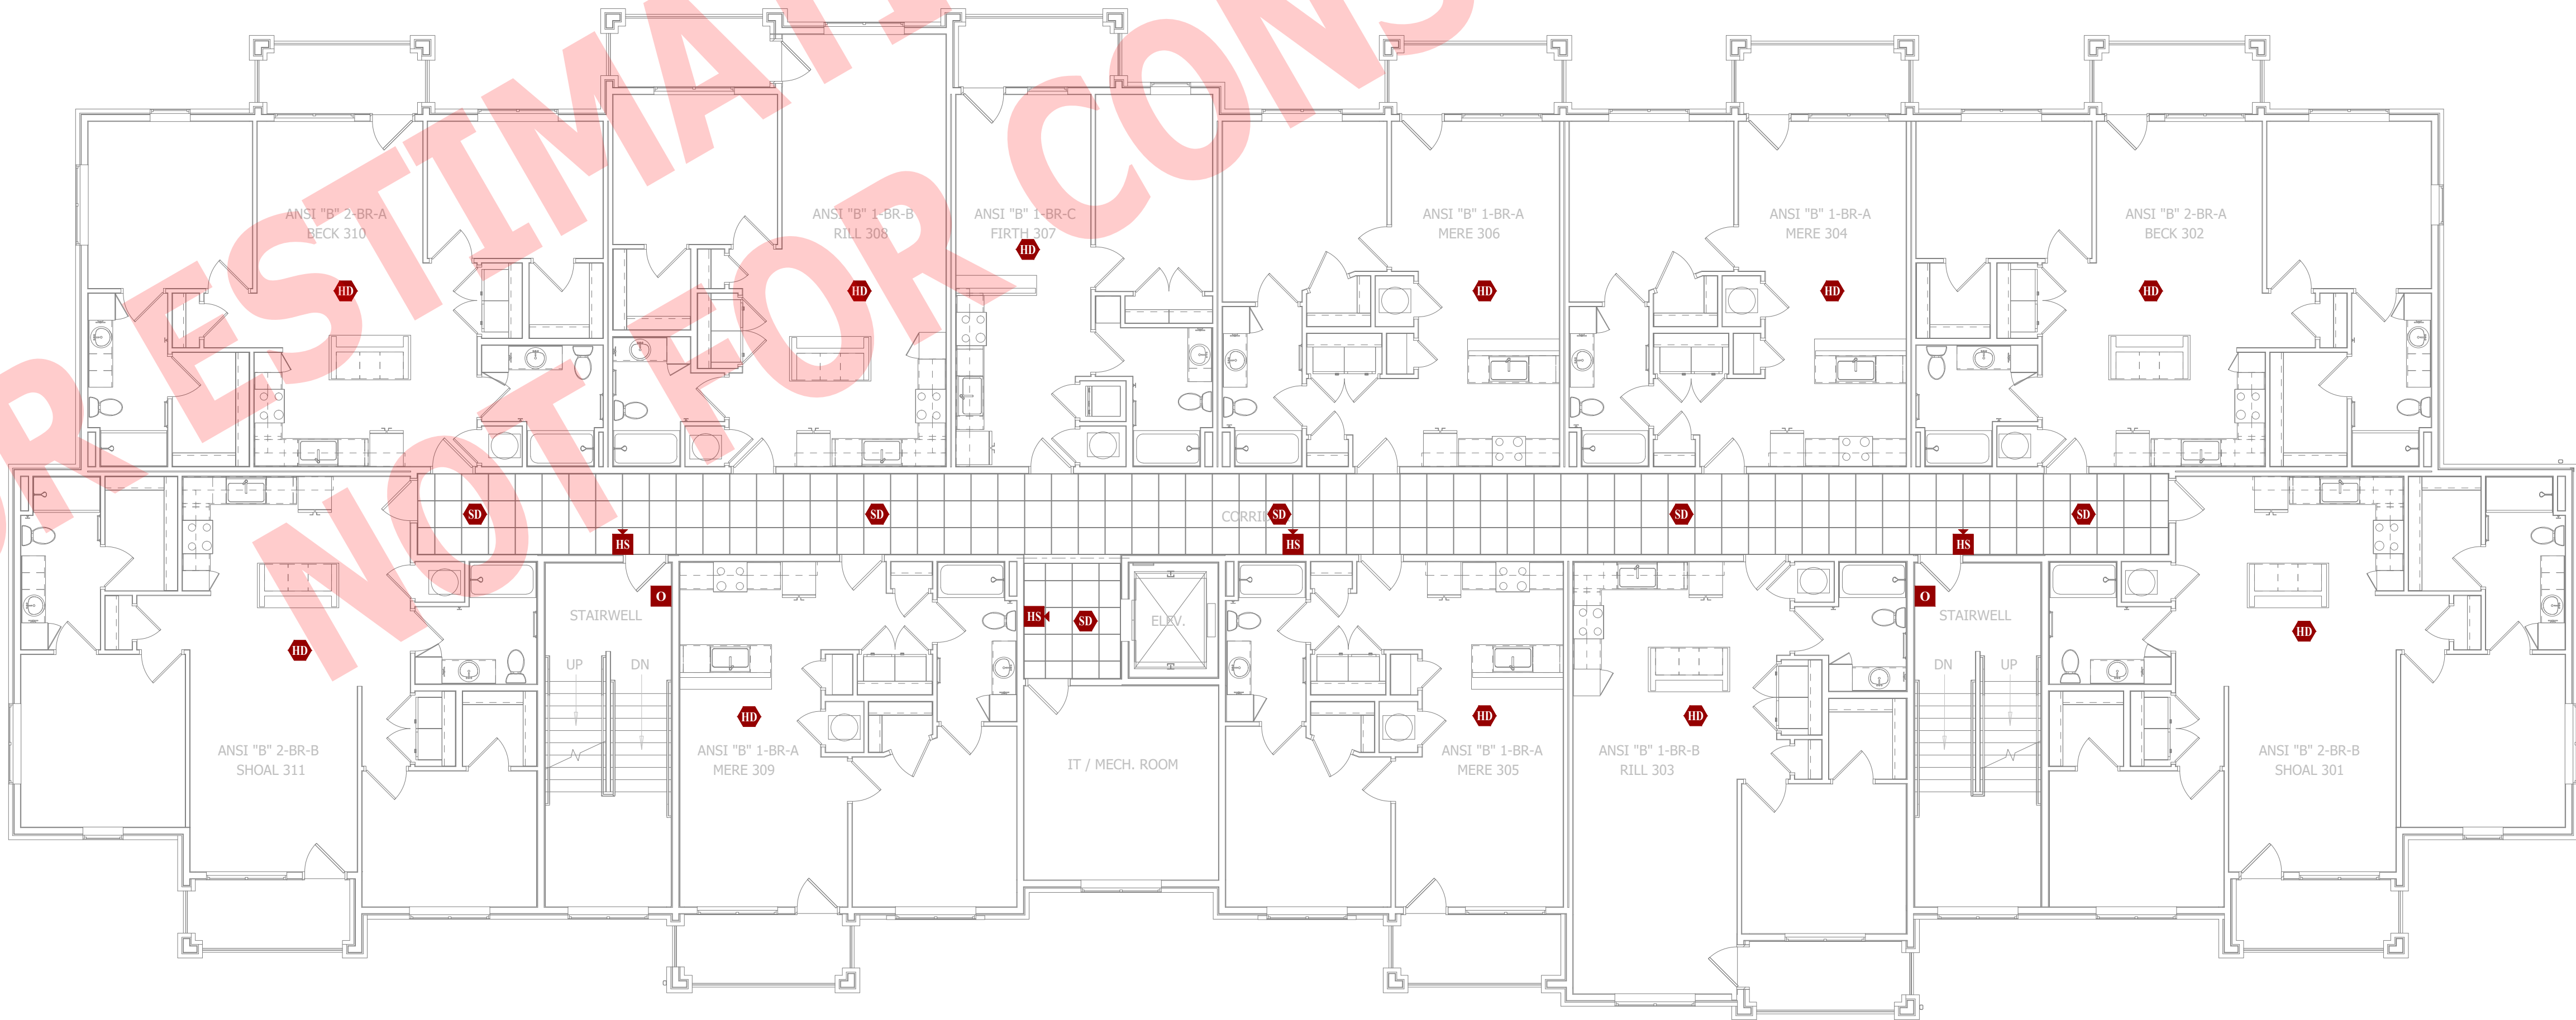 OR ESTIMATI
NOT FOR CONS
ANSI "B" 2-BR-A
BECK 310
HD
ANSI "B" 1-BR-B
RILL 308
HD
ANSI "B" 1-BR-C
FIRTH 307
HD
ANSI "B" 1-BR-A
MERE 306
HD
ANSI "B" 1-BR-A
MERE 304
HD
ANSI "B" 2-BR-A
BECK 302
HD
SD
SD
CORRID
SD
SD
SD
HS
HS
HS
O
STAIRWELL
UP
DN
HS
SD
ELEV.
O
STAIRWELL
DN
UP
HD
ANSI "B" 2-BR-B
SHOAL 311
HD
ANSI "B" 1-BR-A
MERE 309
IT / MECH. ROOM
HD
ANSI "B" 1-BR-A
MERE 305
HD
ANSI "B" 1-BR-B
RILL 303
HD
ANSI "B" 2-BR-B
SHOAL 301